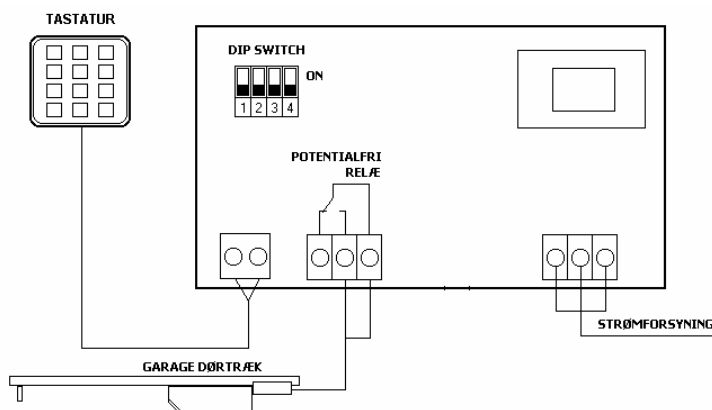 TASTATUR
DIP SWITCH
ON
1 2 3 4
POTENTIALFRI
RELÆ
STRØMFORSYNING
GARAGE DØRTRÆK